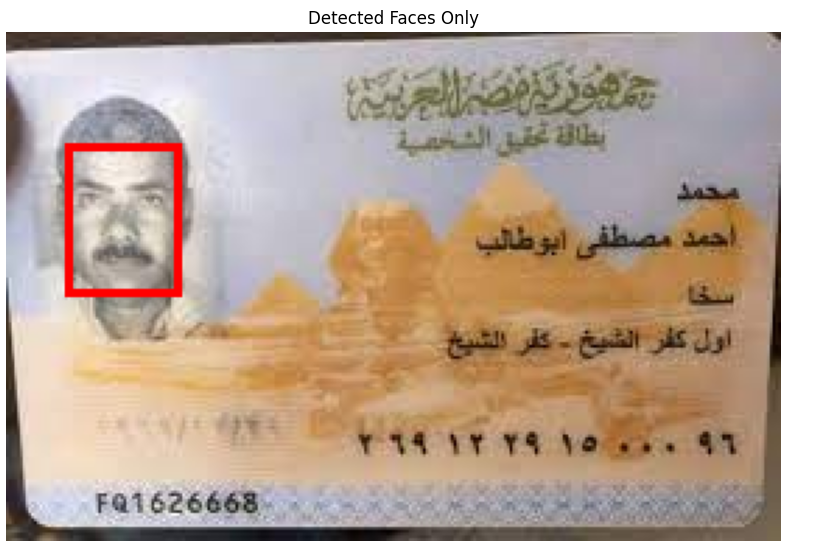 Detected Faces Only
جمهورية مصر العربية
بطاقة تحقيق الشخصية
محمد
احمد مصطفى ابوطالب
سخا
اول كفر الشيخ - كفر الشيخ
٢ ٦٩ ١٢ ٢٩ ١٥ ٠٠٠ ٩٦
FQ1626668